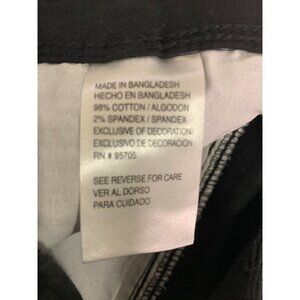 MADE IN BANGLADESH
HECHO EN BANGLADESH
98% COTTON / ALGODON
2% SPANDEX / SPANDEX
EXCLUSIVE OF DECORATION/
EXCLUSIVO DE DECORACION
RN # 95705
SEE REVERSE FOR CARE
VER AL DORSO
PARA CUIDADO